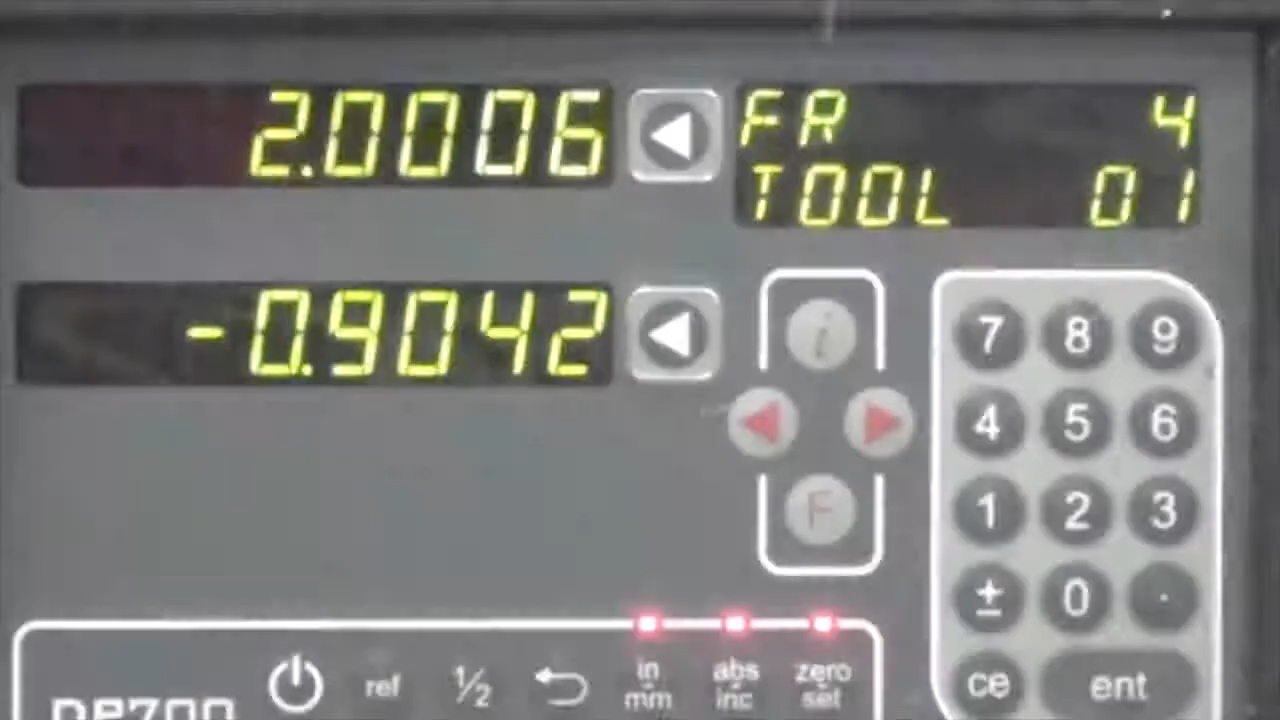 2.0006
FR 4
TOOL 01
-0.9042
i
F
7 8 9
4 5 6
1 2 3
± 0 .
ce ent
ref ½ in mm abs inc zero set
DP700